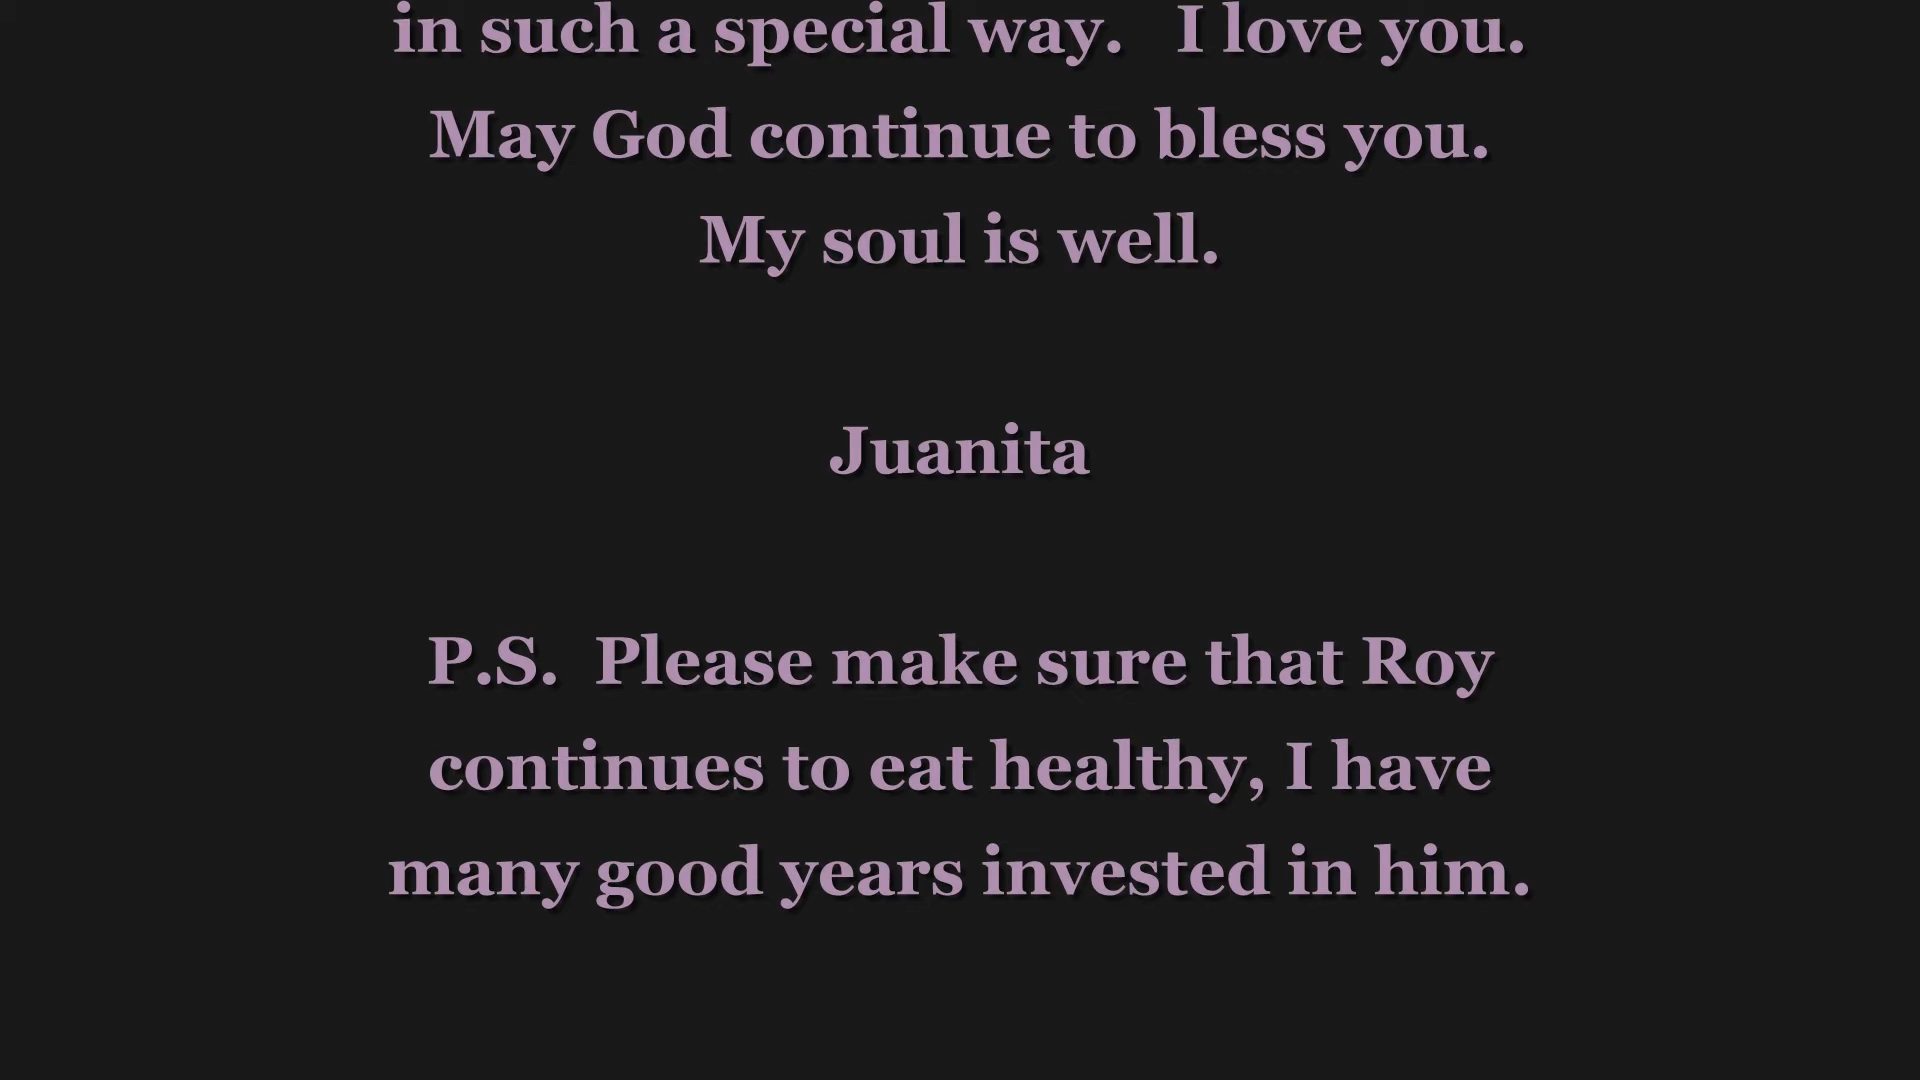 in such a special way.   I love you.
May God continue to bless you.
My soul is well.
Juanita
P.S.  Please make sure that Roy
continues to eat healthy, I have
many good years invested in him.